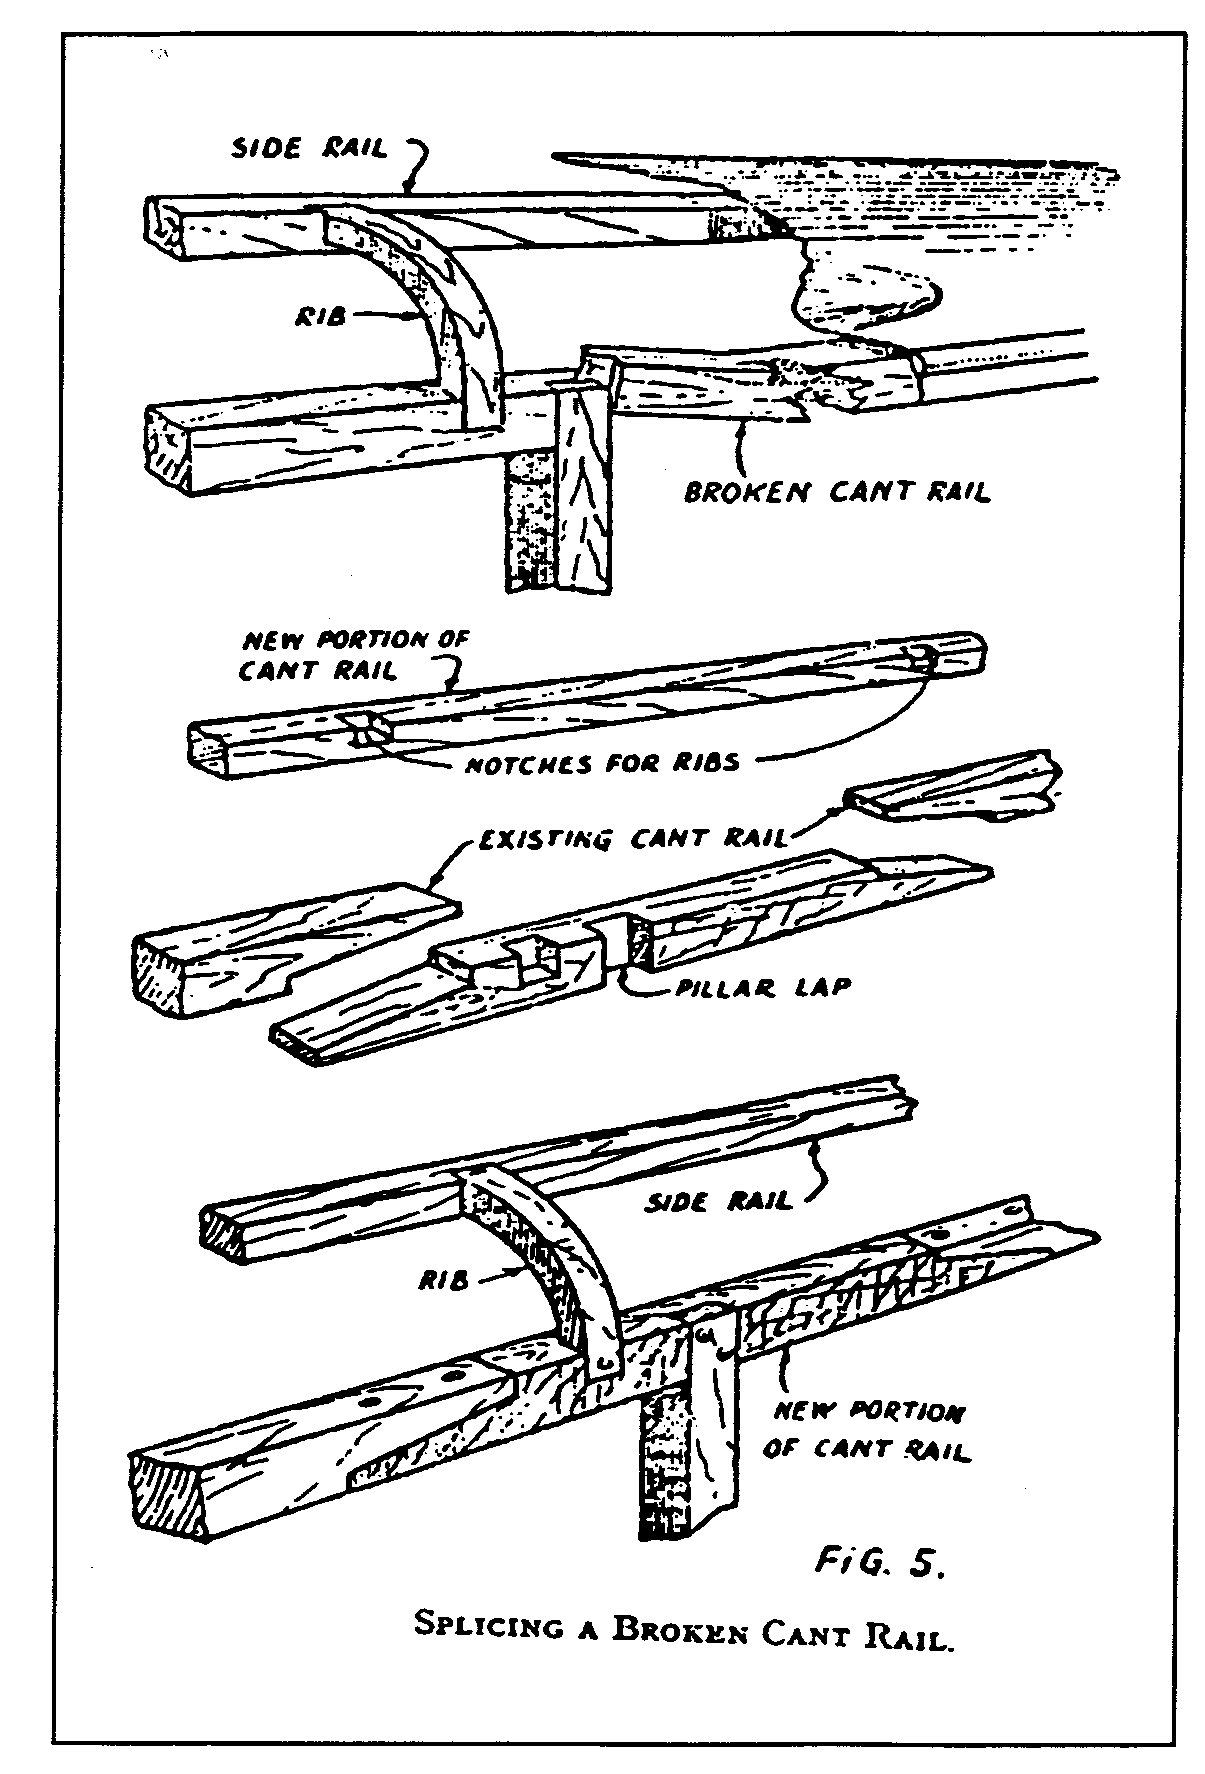 SIDE RAIL
RIB
BROKEN CANT RAIL
NEW PORTION OF
CANT RAIL
NOTCHES FOR RIBS
EXISTING CANT RAIL
PILLAR LAP
SIDE RAIL
RIB
NEW PORTION
OF CANT RAIL
FiG. 5.
SPLICING A BROKEN CANT RAIL.